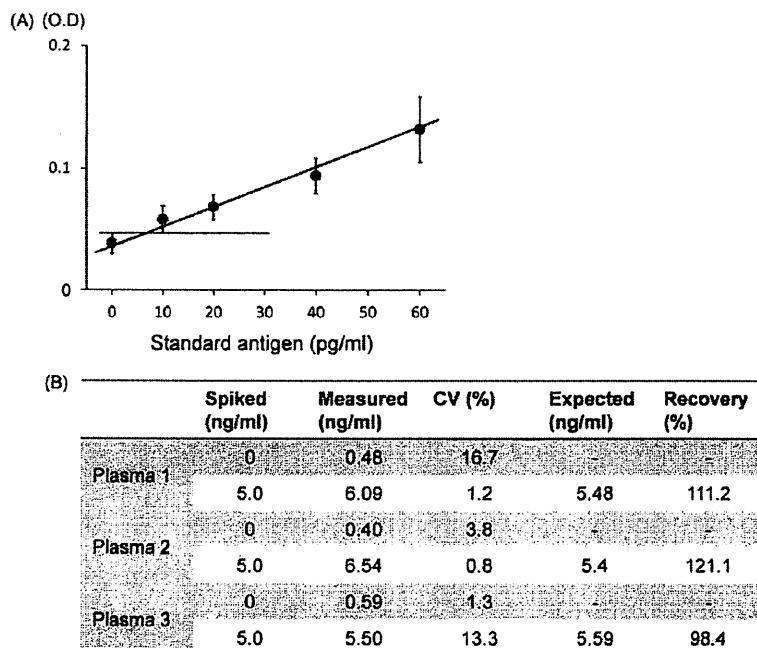 (A) (O.D)
0.2
0.1
0
0 10 20 30 40 50 60
Standard antigen (pg/ml)
(B)
Spiked (ng/ml) Measured (ng/ml) CV (%) Expected (ng/ml) Recovery (%)
Plasma 1 0 0.48 16.7 - -
5.0 6.09 1.2 5.48 111.2
Plasma 2 0 0.40 3.8 - -
5.0 6.54 0.8 5.4 121.1
Plasma 3 0 0.59 1.3 - -
5.0 5.50 13.3 5.59 98.4